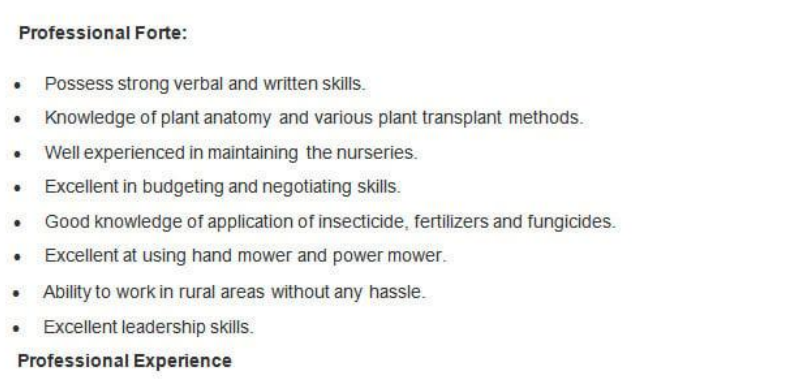 Professional Forte:
• Possess strong verbal and written skills.
• Knowledge of plant anatomy and various plant transplant methods.
• Well experienced in maintaining the nurseries.
• Excellent in budgeting and negotiating skills.
• Good knowledge of application of insecticide, fertilizers and fungicides.
• Excellent at using hand mower and power mower.
• Ability to work in rural areas without any hassle.
• Excellent leadership skills.
Professional Experience